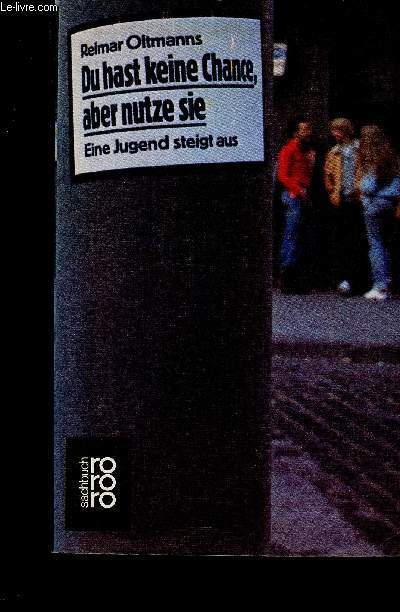 Le-livre.com
Reimar Oltmanns
Du hast keine Chance,
aber nutze sie
Eine Jugend steigt aus
sachbuch
ro
ro
ro